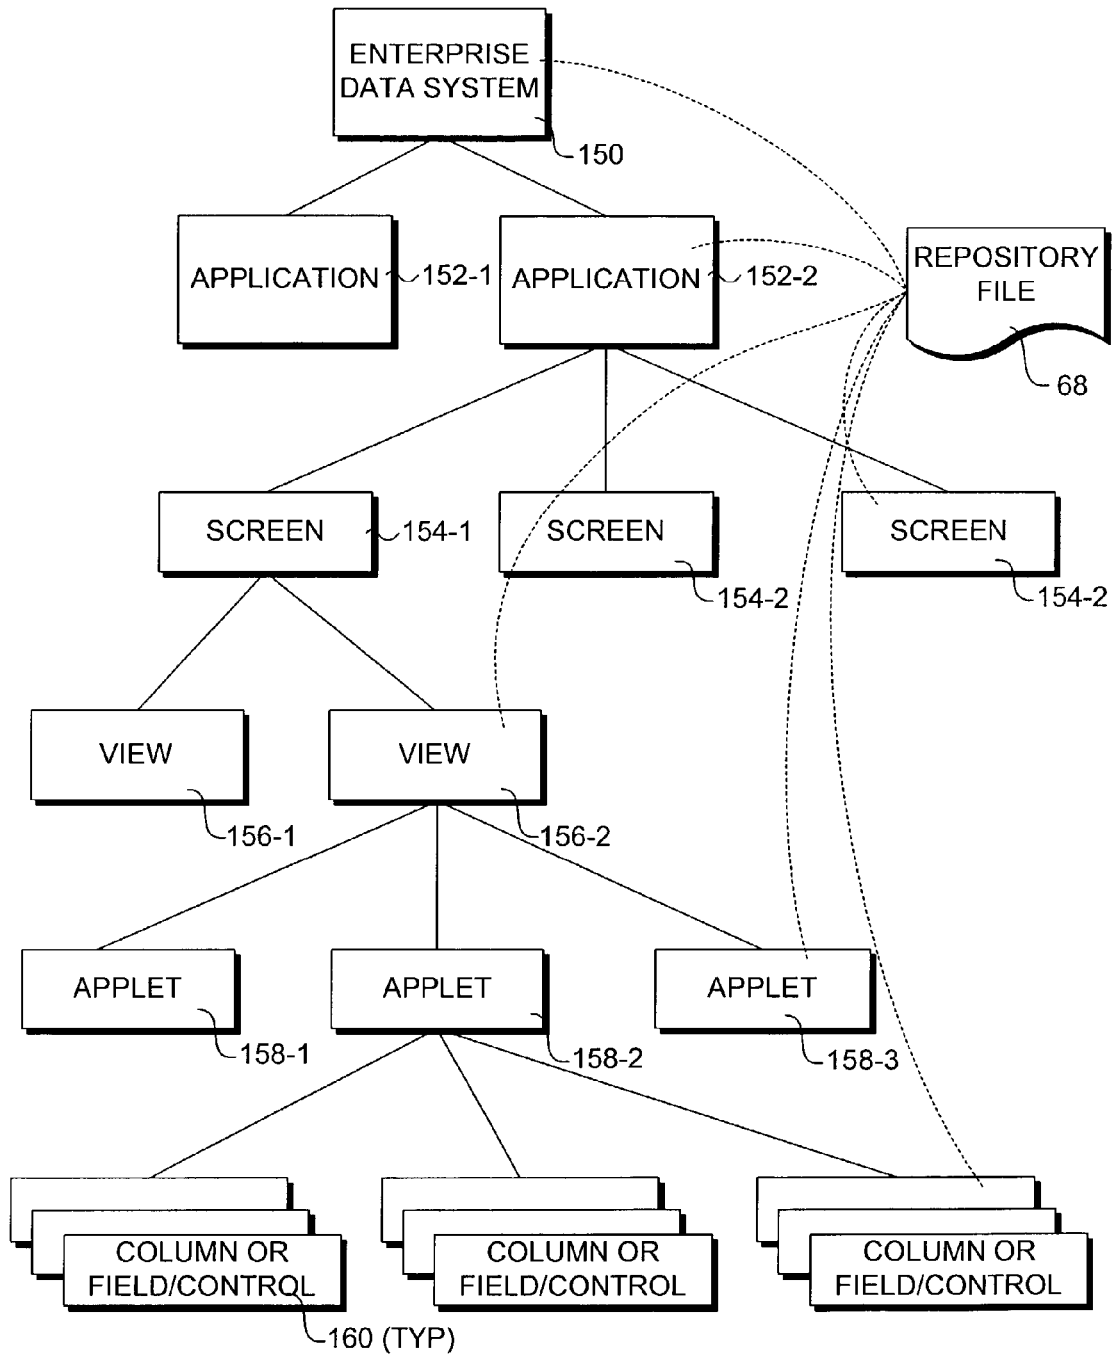 ENTERPRISE
DATA SYSTEM
150
APPLICATION
152-1
APPLICATION
152-2
REPOSITORY
FILE
68
SCREEN
154-1
SCREEN
154-2
SCREEN
154-2
VIEW
156-1
VIEW
156-2
APPLET
158-1
APPLET
158-2
APPLET
158-3
COLUMN OR
FIELD/CONTROL
160 (TYP)
COLUMN OR
FIELD/CONTROL
COLUMN OR
FIELD/CONTROL